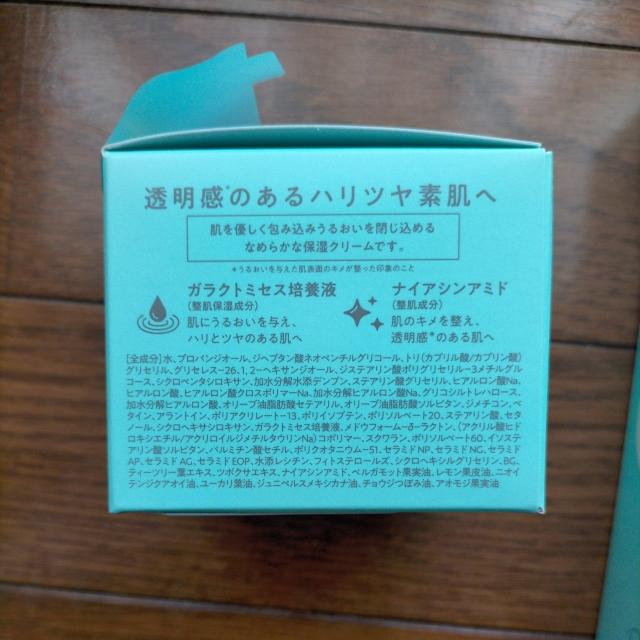 透明感*のあるハリツヤ素肌へ
肌を優しく包み込みうるおいを閉じ込める
なめらかな保湿クリームです。
*うるおいを与えた肌表面のキメが整った印象のこと
ガラクトミセス培養液
(整肌保湿成分)
肌にうるおいを与え、
ハリとツヤのある肌へ
ナイアシンアミド
(整肌成分)
肌のキメを整え、
透明感*のある肌へ
[全成分]水、プロパンジオール、ジヘプタン酸ネオペンチルグリコール、トリ(カプリル酸/カプリン酸)
グリセリル、グリセレス-26、1,2-ヘキサンジオール、ジステアリン酸ポリグリセリル-3メチルグル
コース、シクロペンタシロキサン、加水分解水添デンプン、ステアリン酸グリセリル、ヒアルロン酸Na、
ヒアルロン酸、ヒアルロン酸クロスポリマーNa、加水分解ヒアルロン酸Na、グリコシルトレハロース、
加水分解ヒアルロン酸、オリーブ油脂肪酸セテアリル、オリーブ油脂肪酸ソルビタン、ジメチコン、ベ
タイン、アラントイン、ポリアクリレート-13、ポリイソブテン、ポリソルベート20、ステアリン酸、セタ
ノール、シクロヘキサシロキサン、ガラクトミセス培養液、メドウフォーム-δ-ラクトン、(アクリル酸ヒド
ロキシエチル/アクリロイルジメチルタウリンNa)コポリマー、スクワラン、ポリソルベート60、イソステ
アリン酸ソルビタン、パルミチン酸セチル、ポリクオタニウム-51、セラミドNP、セラミドNG、セラミド
AP、セラミドAG、セラミドEOP、水添レシチン、フィトステロールズ、シクロヘキシルグリセリン、BG、
ティーツリー葉エキス、ツボクサエキス、ナイアシンアミド、ベルガモット果実油、レモン果皮油、ニオイ
テンジクアオイ油、ユーカリ葉油、ジュニペルスメキシカナ油、チョウジつぼみ油、アオモジ果実油